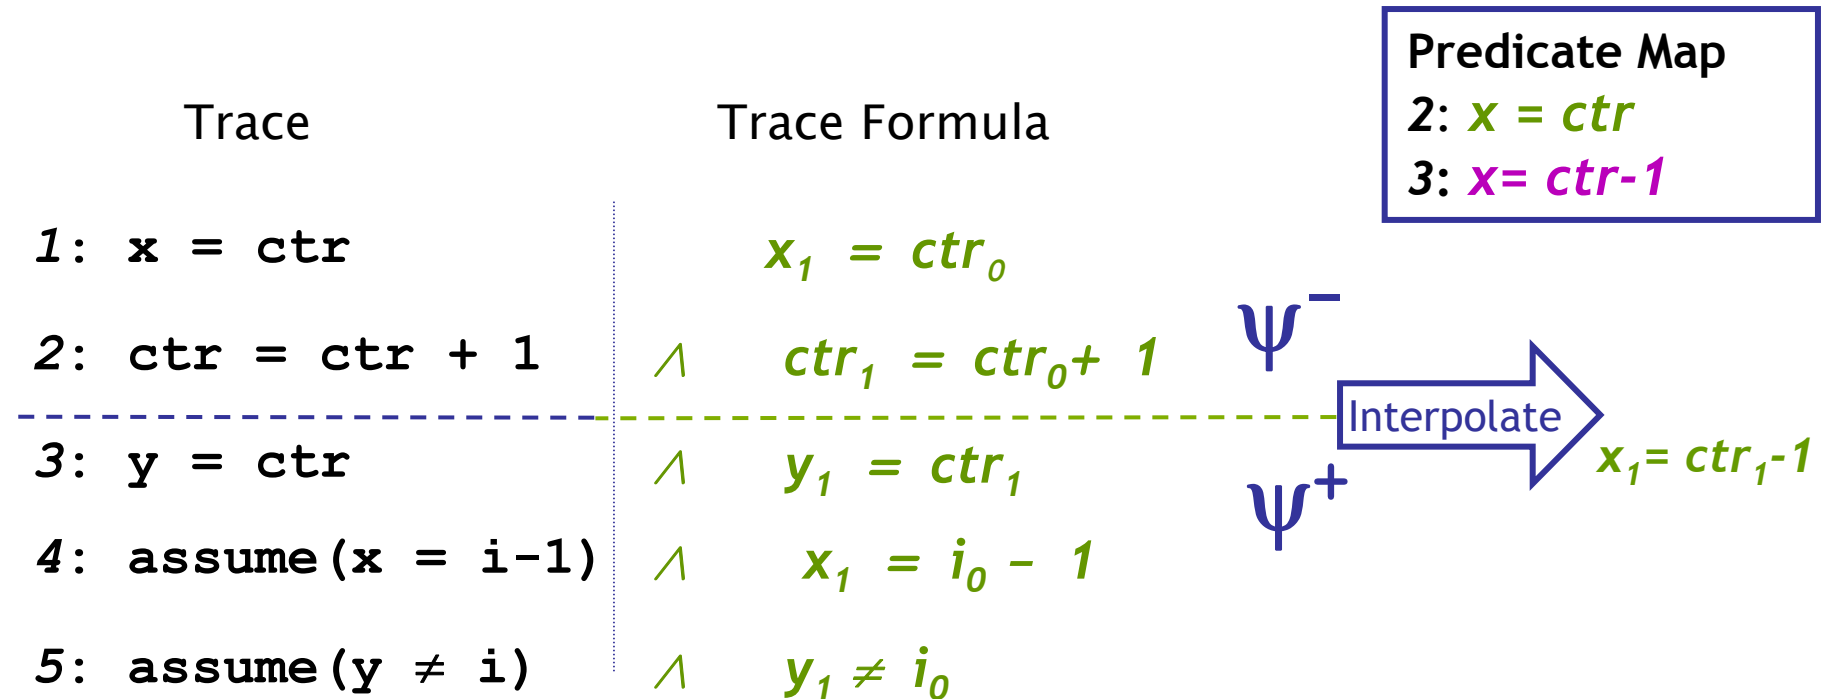 Predicate Map
2: x = ctr
3: x= ctr-1
Trace
Trace Formula
1: x = ctr
x₁ = ctr₀
2: ctr = ctr + 1
∧ ctr₁ = ctr₀+ 1
ψ⁻
Interpolate
x₁= ctr₁-1
3: y = ctr
∧ y₁ = ctr₁
ψ⁺
4: assume(x = i-1)
∧ x₁ = i₀ – 1
5: assume(y ≠ i)
∧ y₁ ≠ i₀